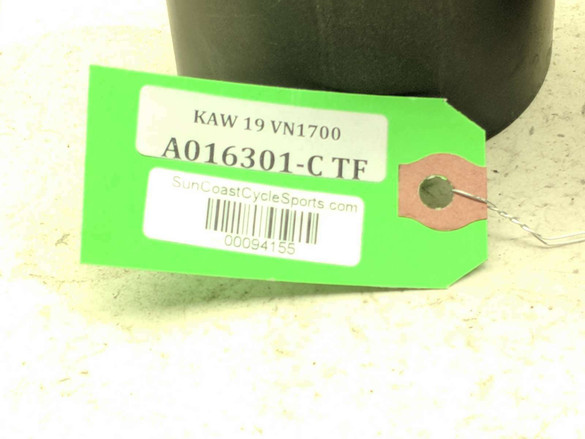 KAW 19 VN1700
A016301-C TF
SunCoastCycleSports.com
00094155